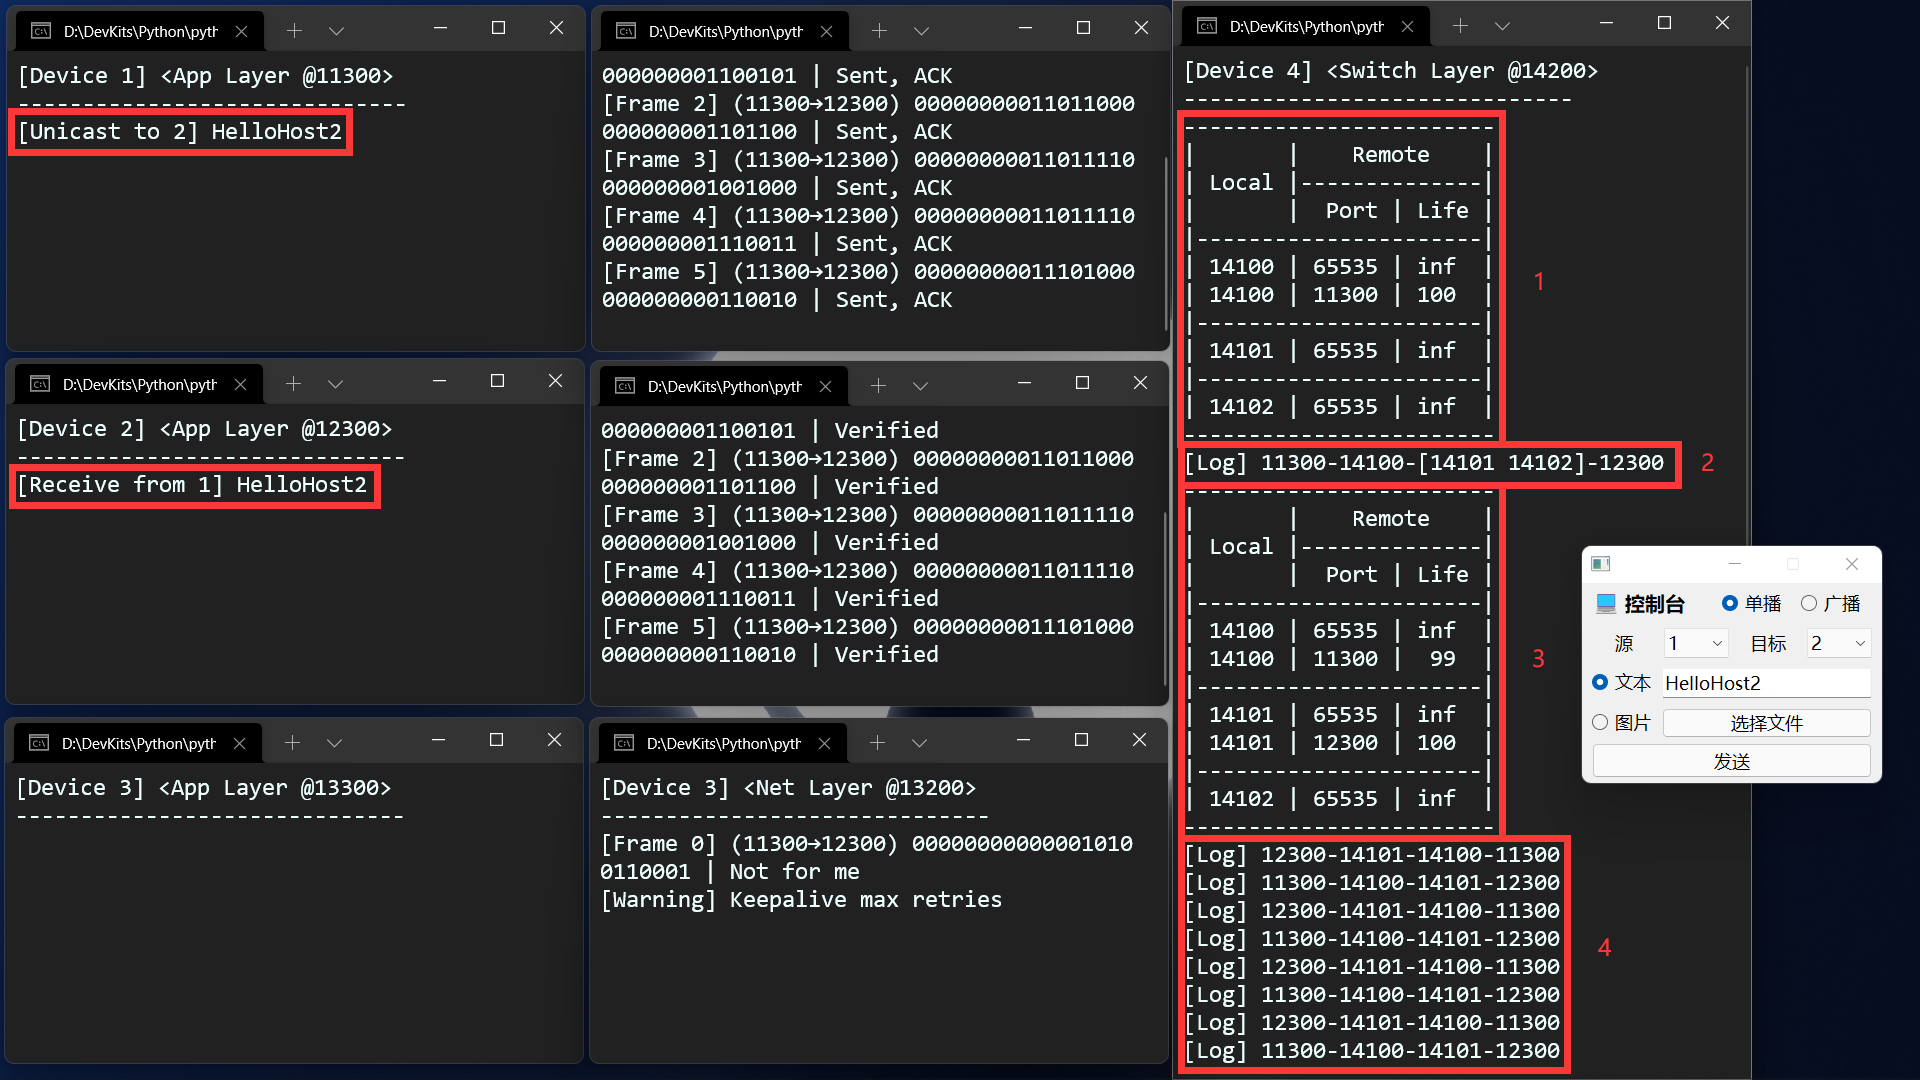 D:\DevKits\Python\pyth
[Device 1] <App Layer @11300>
------------------------------
[Unicast to 2] HelloHost2
D:\DevKits\Python\pyth
000000001100101 | Sent, ACK
[Frame 2] (11300→12300) 00000000011011000
000000001101100 | Sent, ACK
[Frame 3] (11300→12300) 00000000011011110
000000001001000 | Sent, ACK
[Frame 4] (11300→12300) 00000000011011110
000000001110011 | Sent, ACK
[Frame 5] (11300→12300) 00000000011101000
000000000110010 | Sent, ACK
D:\DevKits\Python\pyth
[Device 2] <App Layer @12300>
------------------------------
[Receive from 1] HelloHost2
D:\DevKits\Python\pyth
000000001100101 | Verified
[Frame 2] (11300→12300) 00000000011011000
000000001101100 | Verified
[Frame 3] (11300→12300) 00000000011011110
000000001001000 | Verified
[Frame 4] (11300→12300) 00000000011011110
000000001110011 | Verified
[Frame 5] (11300→12300) 00000000011101000
000000000110010 | Verified
D:\DevKits\Python\pyth
[Device 3] <App Layer @13300>
------------------------------
D:\DevKits\Python\pyth
[Device 3] <Net Layer @13200>
------------------------------
[Frame 0] (11300→12300) 00000000000001010
0110001 | Not for me
[Warning] Keepalive max retries
D:\DevKits\Python\pyth
[Device 4] <Switch Layer @14200>
------------------------------
------------------------
|       |    Remote    |
| Local |--------------|
|       |  Port | Life |
|----------------------|
| 14100 | 65535 | inf  |
| 14100 | 11300 | 100  |
|----------------------|
| 14101 | 65535 | inf  |
|----------------------|
| 14102 | 65535 | inf  |
------------------------
1
[Log] 11300-14100-[14101 14102]-12300
2
------------------------
|       |    Remote    |
| Local |--------------|
|       |  Port | Life |
|----------------------|
| 14100 | 65535 | inf  |
| 14100 | 11300 |  99  |
|----------------------|
| 14101 | 65535 | inf  |
| 14101 | 12300 | 100  |
|----------------------|
| 14102 | 65535 | inf  |
------------------------
3
[Log] 12300-14101-14100-11300
[Log] 11300-14100-14101-12300
[Log] 12300-14101-14100-11300
[Log] 11300-14100-14101-12300
[Log] 12300-14101-14100-11300
[Log] 11300-14100-14101-12300
[Log] 12300-14101-14100-11300
[Log] 11300-14100-14101-12300
4
控制台 单播 广播
源 1 目标 2
文本 HelloHost2
图片 选择文件
发送